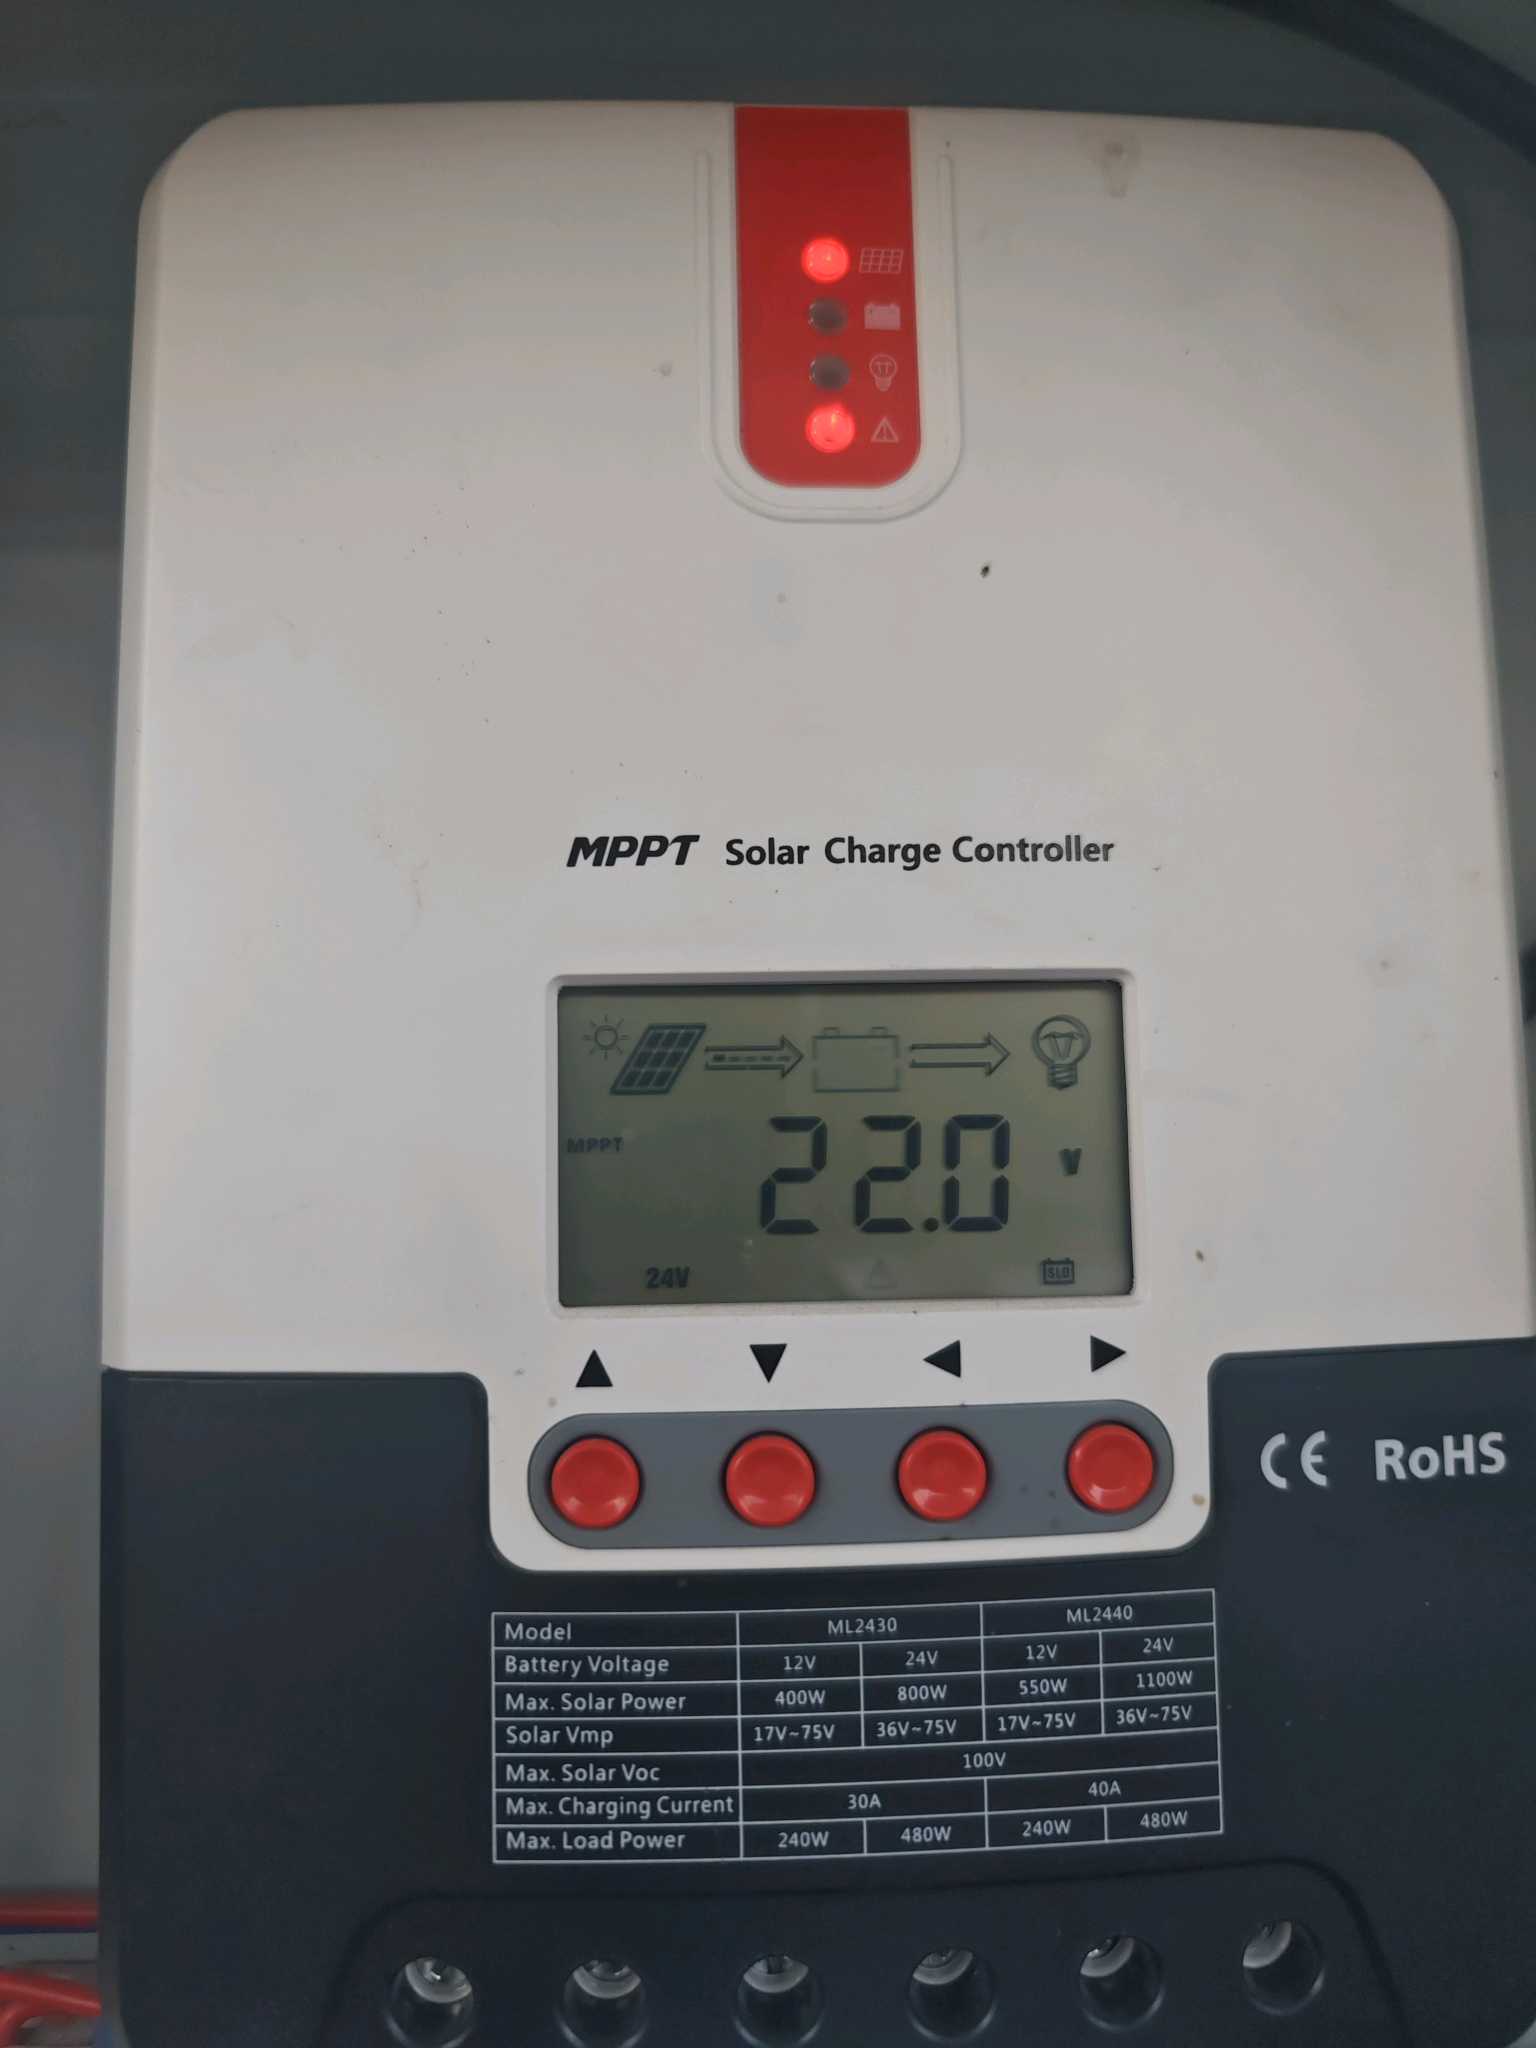 MPPT Solar Charge Controller
MPPT
22.0 V
24V
SLD
CE RoHS
Model ML2430 ML2440
Battery Voltage 12V 24V 12V 24V
Max. Solar Power 400W 800W 550W 1100W
Solar Vmp 17V~75V 36V~75V 17V~75V 36V~75V
Max. Solar Voc 100V
Max. Charging Current 30A 40A
Max. Load Power 240W 480W 240W 480W